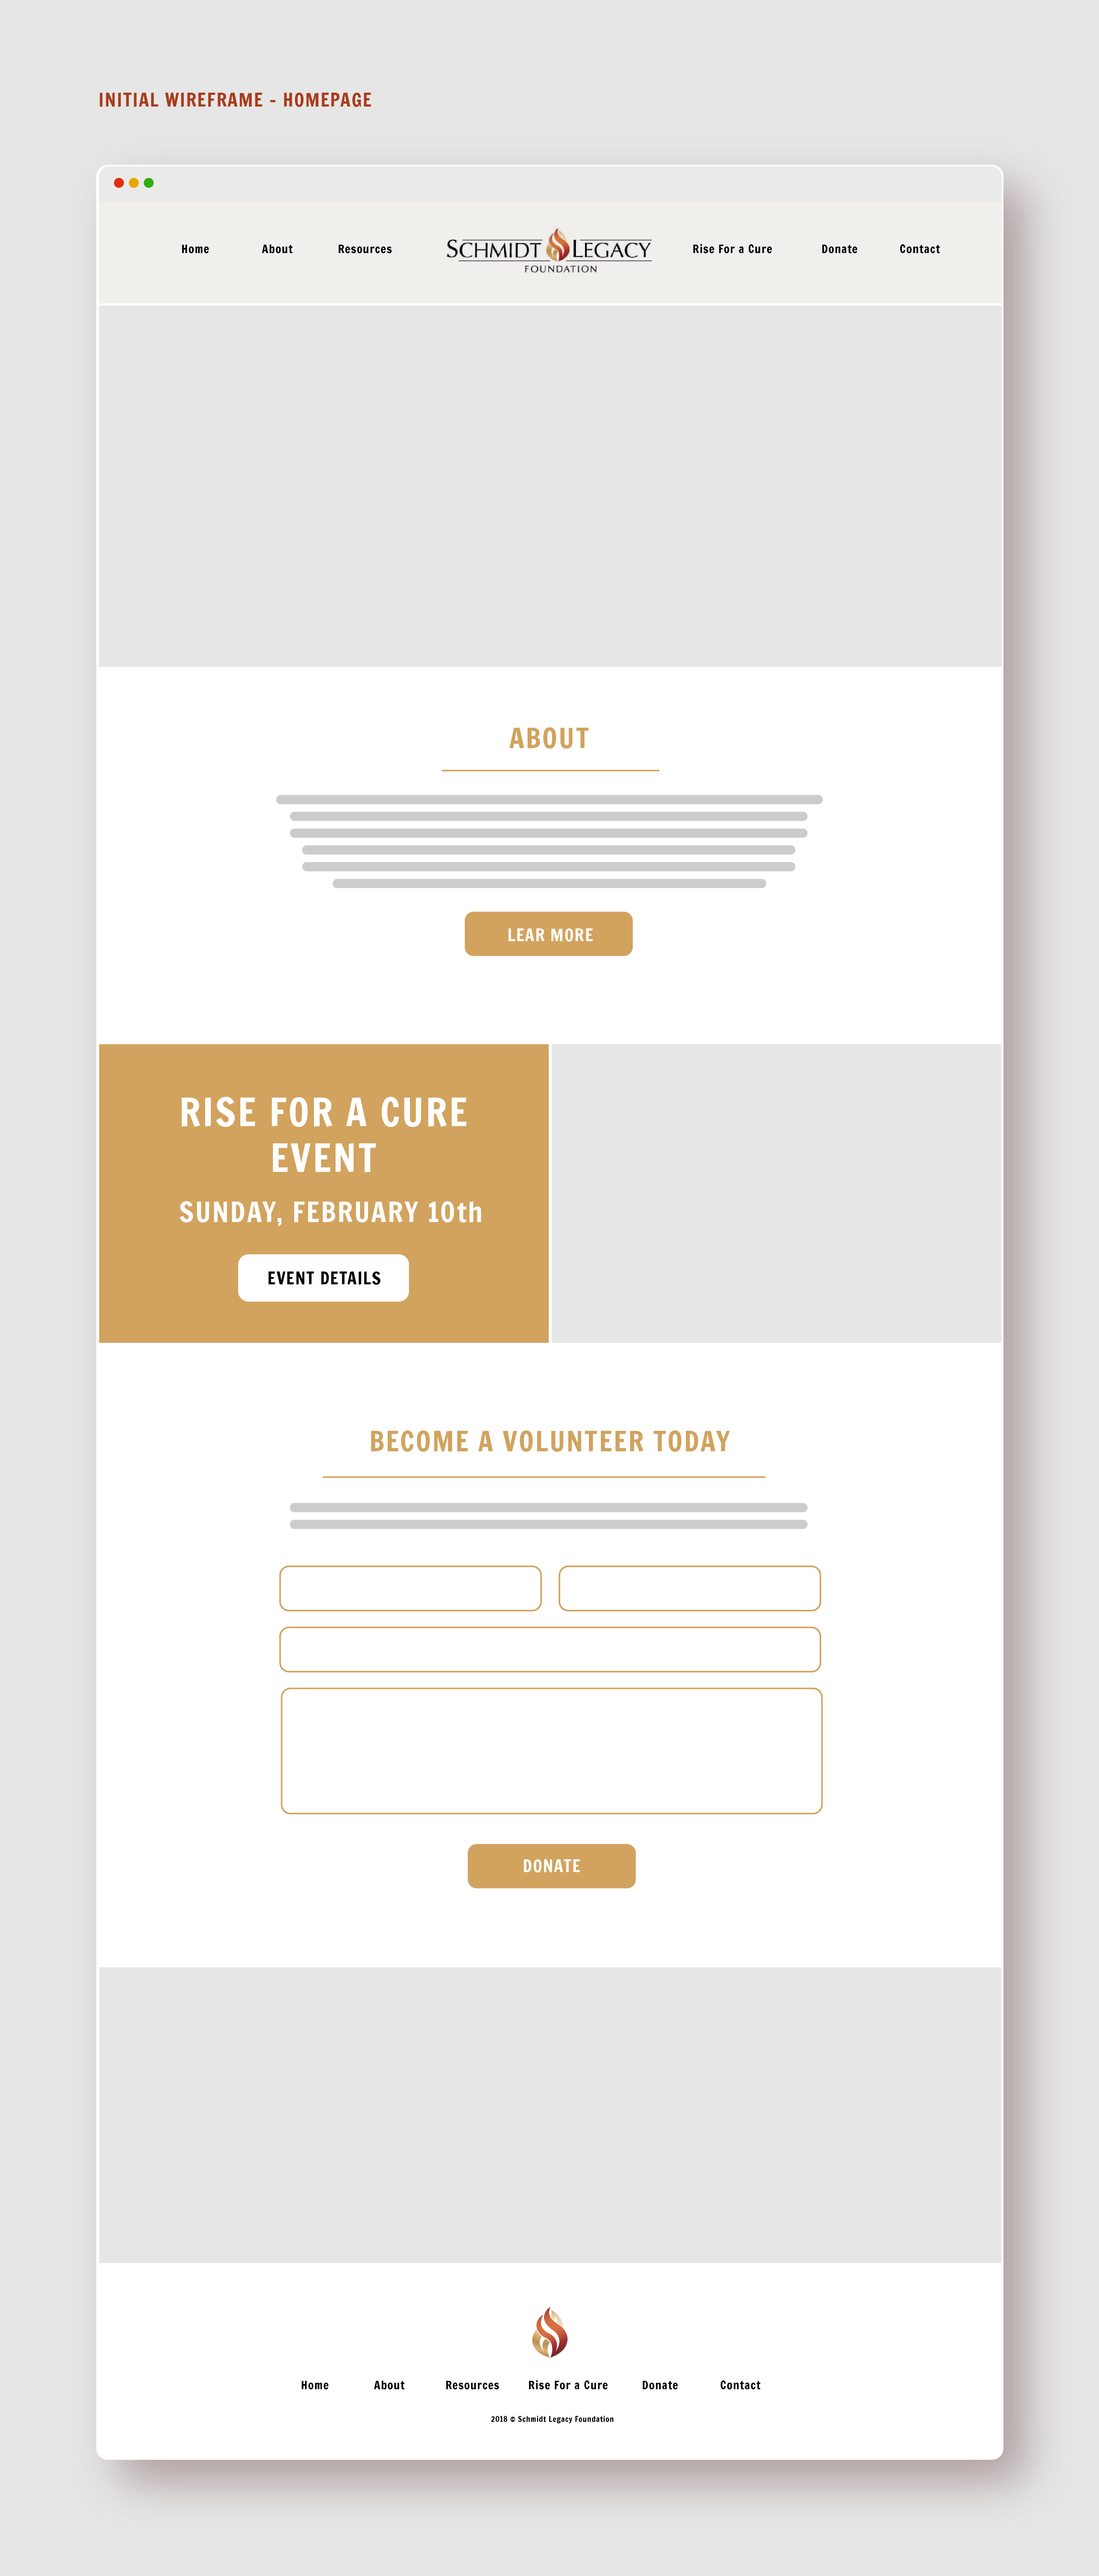 INITIAL WIREFRAME - HOMEPAGE
Home About Resources SCHMIDT LEGACY FOUNDATION Rise For a Cure Donate Contact
ABOUT
LEAR MORE
RISE FOR A CURE
EVENT
SUNDAY, FEBRUARY 10th
EVENT DETAILS
BECOME A VOLUNTEER TODAY
DONATE
Home About Resources Rise For a Cure Donate Contact
2018 © Schmidt Legacy Foundation